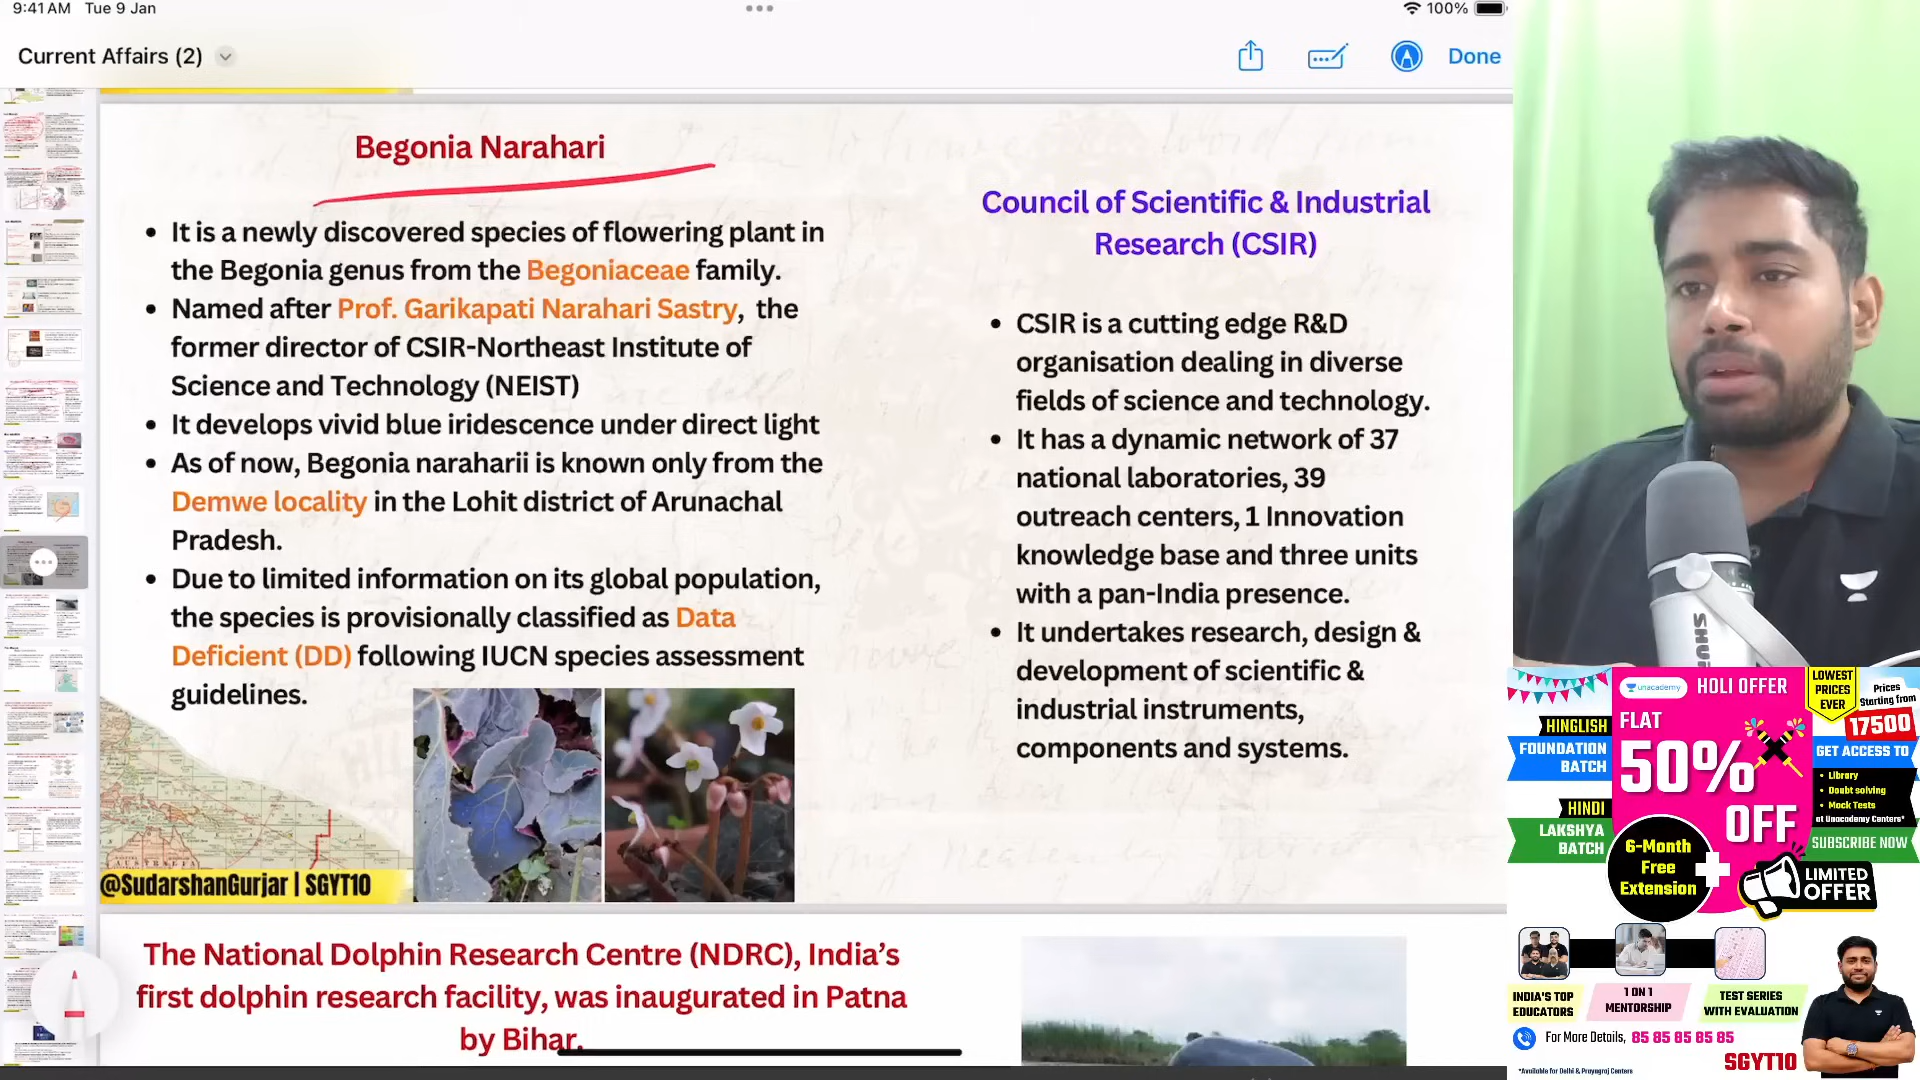 9:41 AM Tue 9 Jan
100%
Current Affairs (2)
Done
Begonia Narahari
• It is a newly discovered species of flowering plant in
the Begonia genus from the Begoniaceae family.
• Named after Prof. Garikapati Narahari Sastry, the
former director of CSIR-Northeast Institute of
Science and Technology (NEIST)
• It develops vivid blue iridescence under direct light
• As of now, Begonia naraharii is known only from the
Demwe locality in the Lohit district of Arunachal
Pradesh.
• Due to limited information on its global population,
the species is provisionally classified as Data
Deficient (DD) following IUCN species assessment
guidelines.
AUSTRALIA
@SudarshanGurjar | SGYT10
Council of Scientific & Industrial
Research (CSIR)
• CSIR is a cutting edge R&D
organisation dealing in diverse
fields of science and technology.
• It has a dynamic network of 37
national laboratories, 39
outreach centers, 1 Innovation
knowledge base and three units
with a pan-India presence.
• It undertakes research, design &
development of scientific &
industrial instruments,
components and systems.
The National Dolphin Research Centre (NDRC), India’s
first dolphin research facility, was inaugurated in Patna
by Bihar.
SHUR
unacademy
HOLI OFFER
LOWEST
PRICES
EVER
Prices
Starting from
17500
HINGLISH
FOUNDATION
BATCH
HINDI
LAKSHYA
BATCH
FLAT
50%
OFF
6-Month
Free
Extension
GET ACCESS TO
• Library
• Doubt solving
• Mock Tests
at Unacademy Centers*
SUBSCRIBE NOW
LIMITED
OFFER
INDIA'S TOP
EDUCATORS
1 ON 1
MENTORSHIP
TEST SERIES
WITH EVALUATION
For More Details, 85 85 85 85 85
SGYT10
*Available for Delhi & Prayagraj Centers